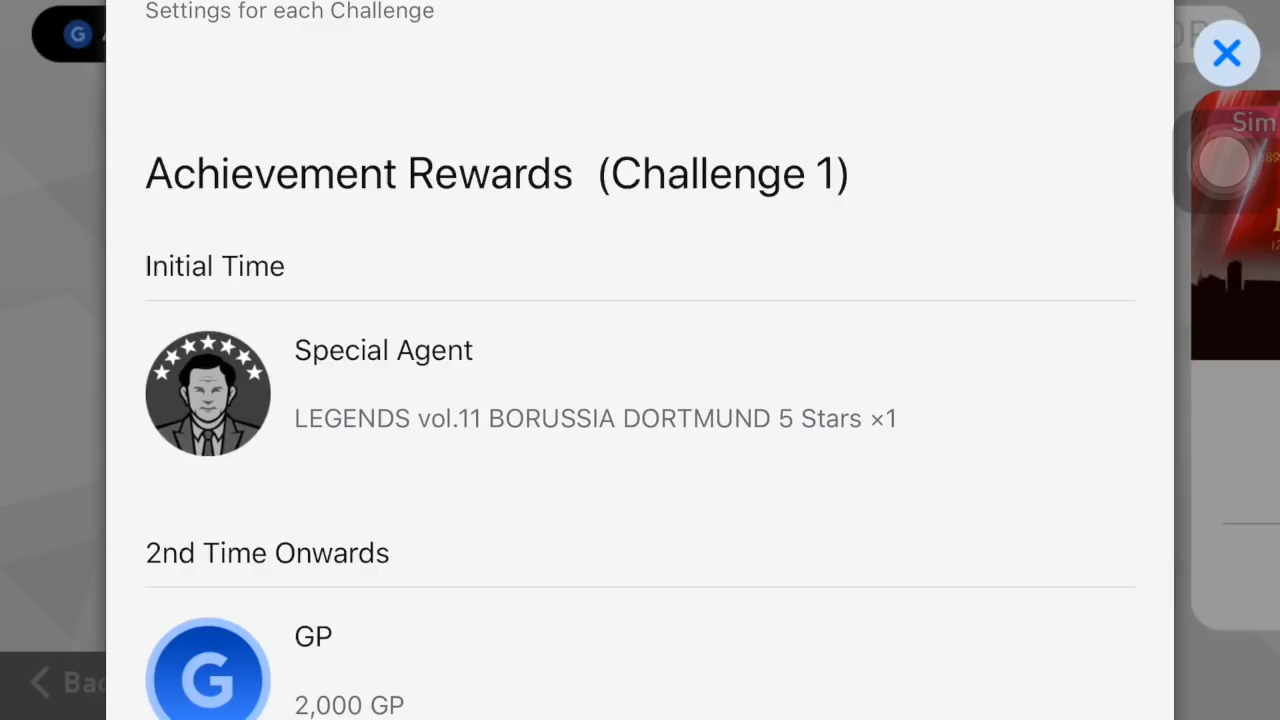 Settings for each Challenge
Achievement Rewards (Challenge 1)
Initial Time
Special Agent
LEGENDS vol.11 BORUSSIA DORTMUND 5 Stars ×1
2nd Time Onwards
G
GP
2,000 GP
G
Sim